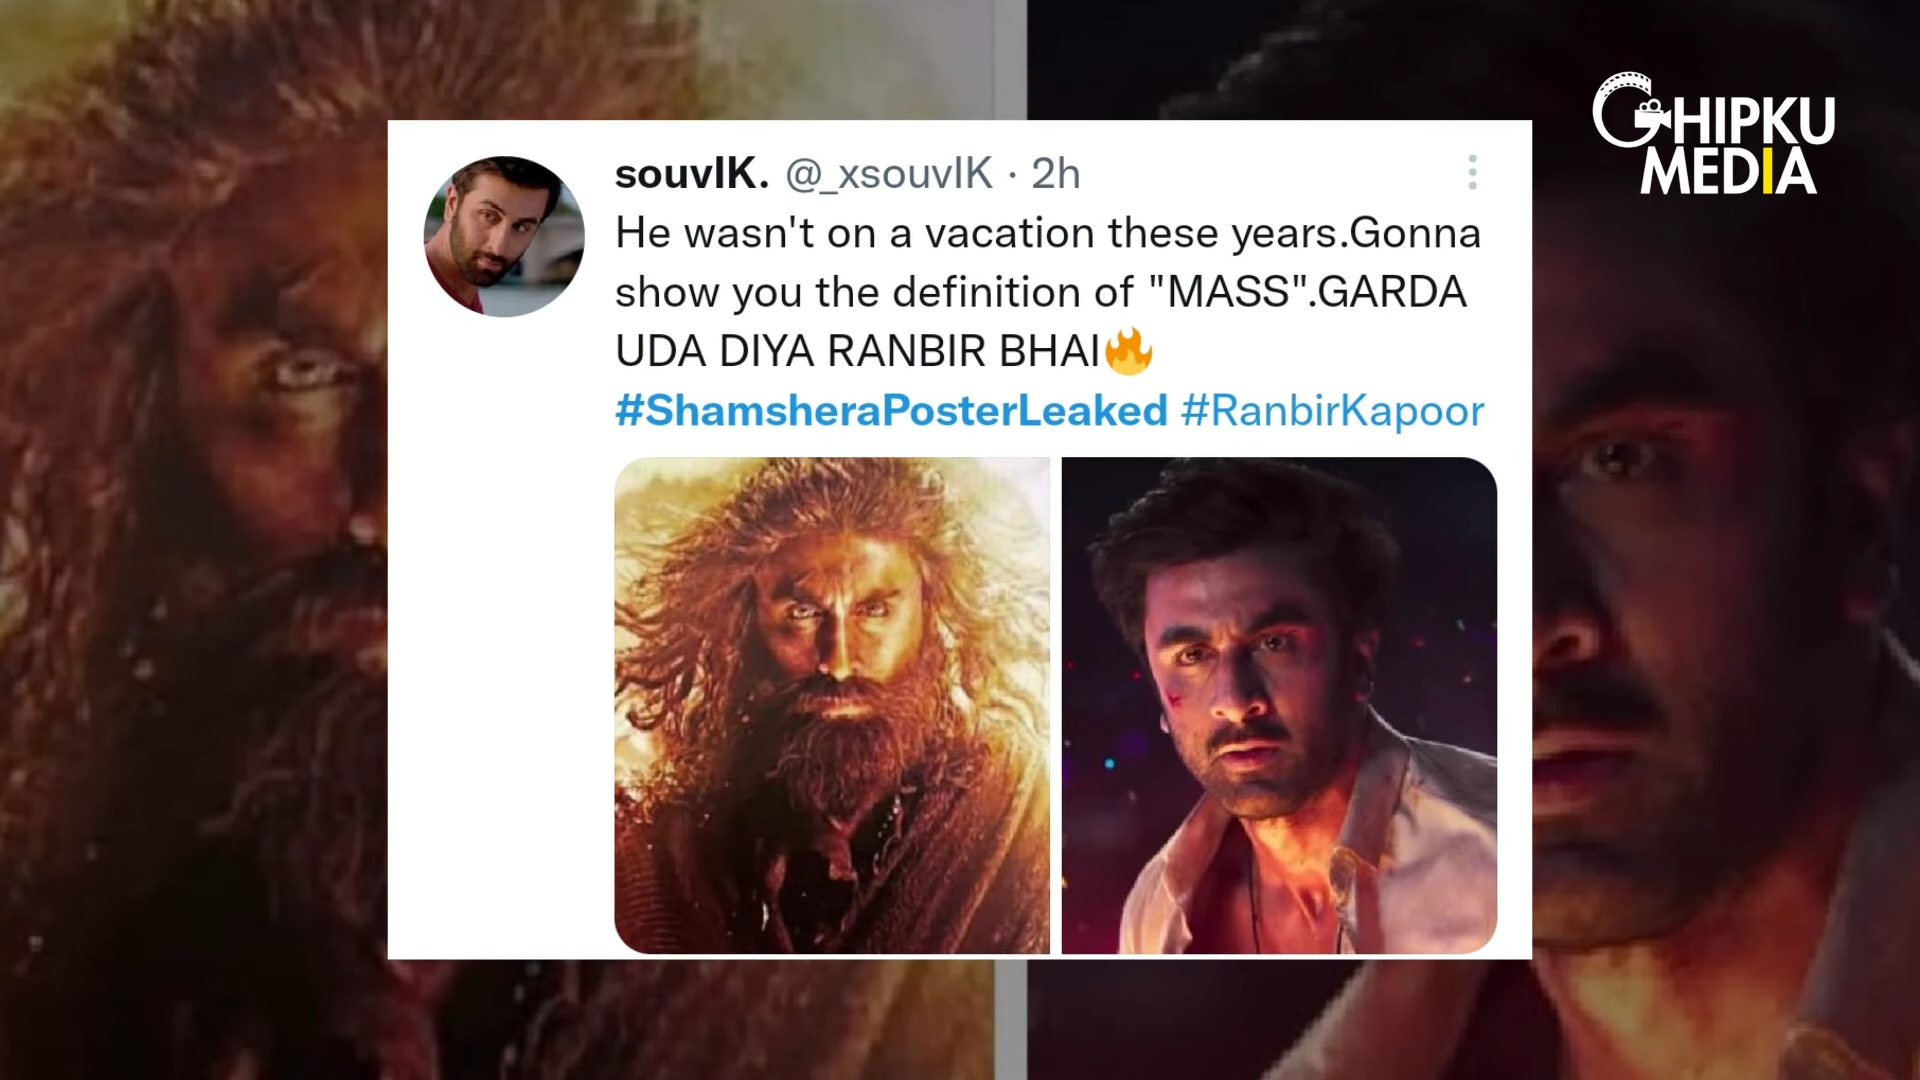 GHIPKU
MEDIA
souvIK. @_xsouvIK · 2h
He wasn't on a vacation these years.Gonna
show you the definition of "MASS".GARDA
UDA DIYA RANBIR BHAI🔥
#ShamsheraPosterLeaked #RanbirKapoor